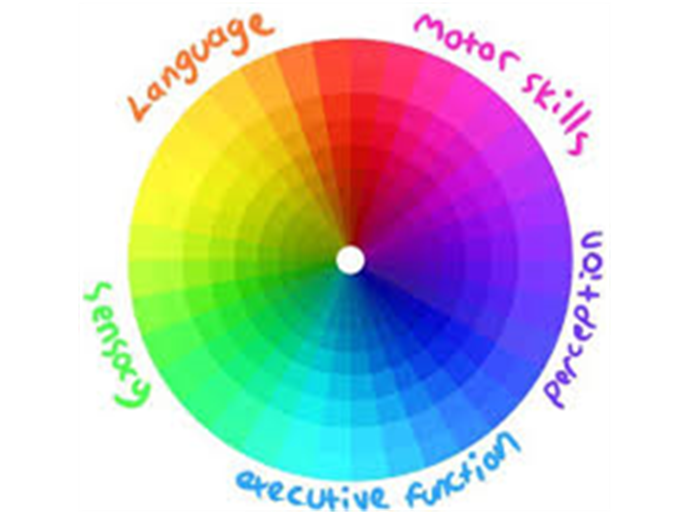 Language
Motor skills
perception
executive function
Sensory